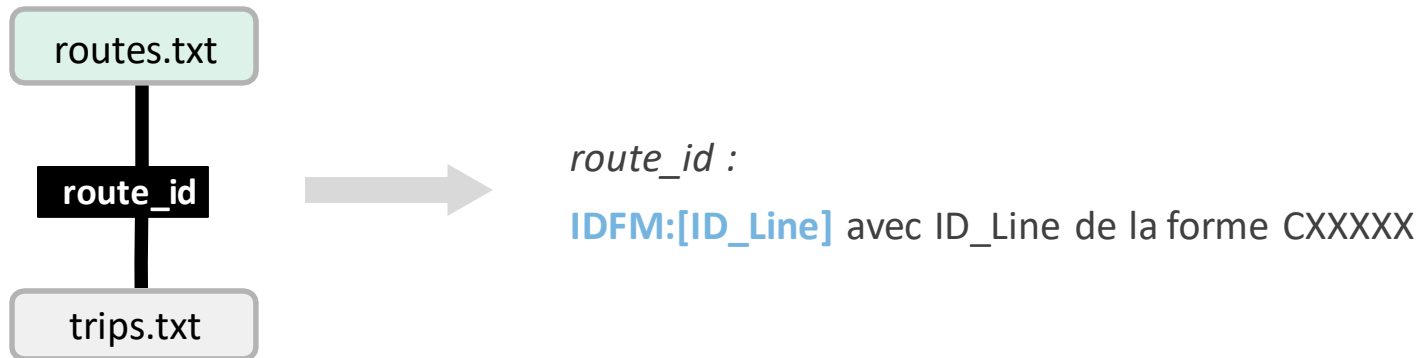 routes.txt
route_id
trips.txt
route_id :
IDFM:[ID_Line] avec ID_Line de la forme CXXXXX